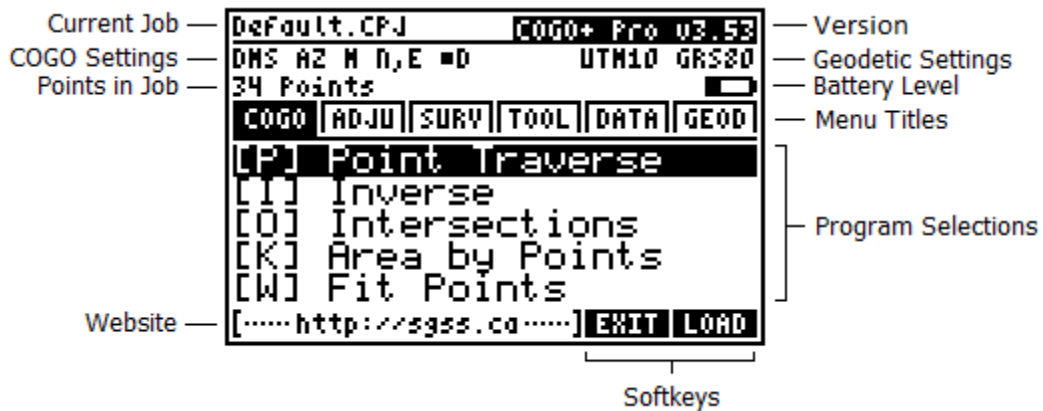 Current Job Default.CPJ COGO+ Pro v3.53 Version
COGO Settings DMS AZ M N,E ■D UTM10 GRS80 Geodetic Settings
Points in Job 34 Points Battery Level
COGO ADJU SURV TOOL DATA GEOD Menu Titles
[P] Point Traverse
[I] Inverse
[O] Intersections Program Selections
[K] Area by Points
[W] Fit Points
Website [······http://sgss.ca······] EXIT LOAD
Softkeys